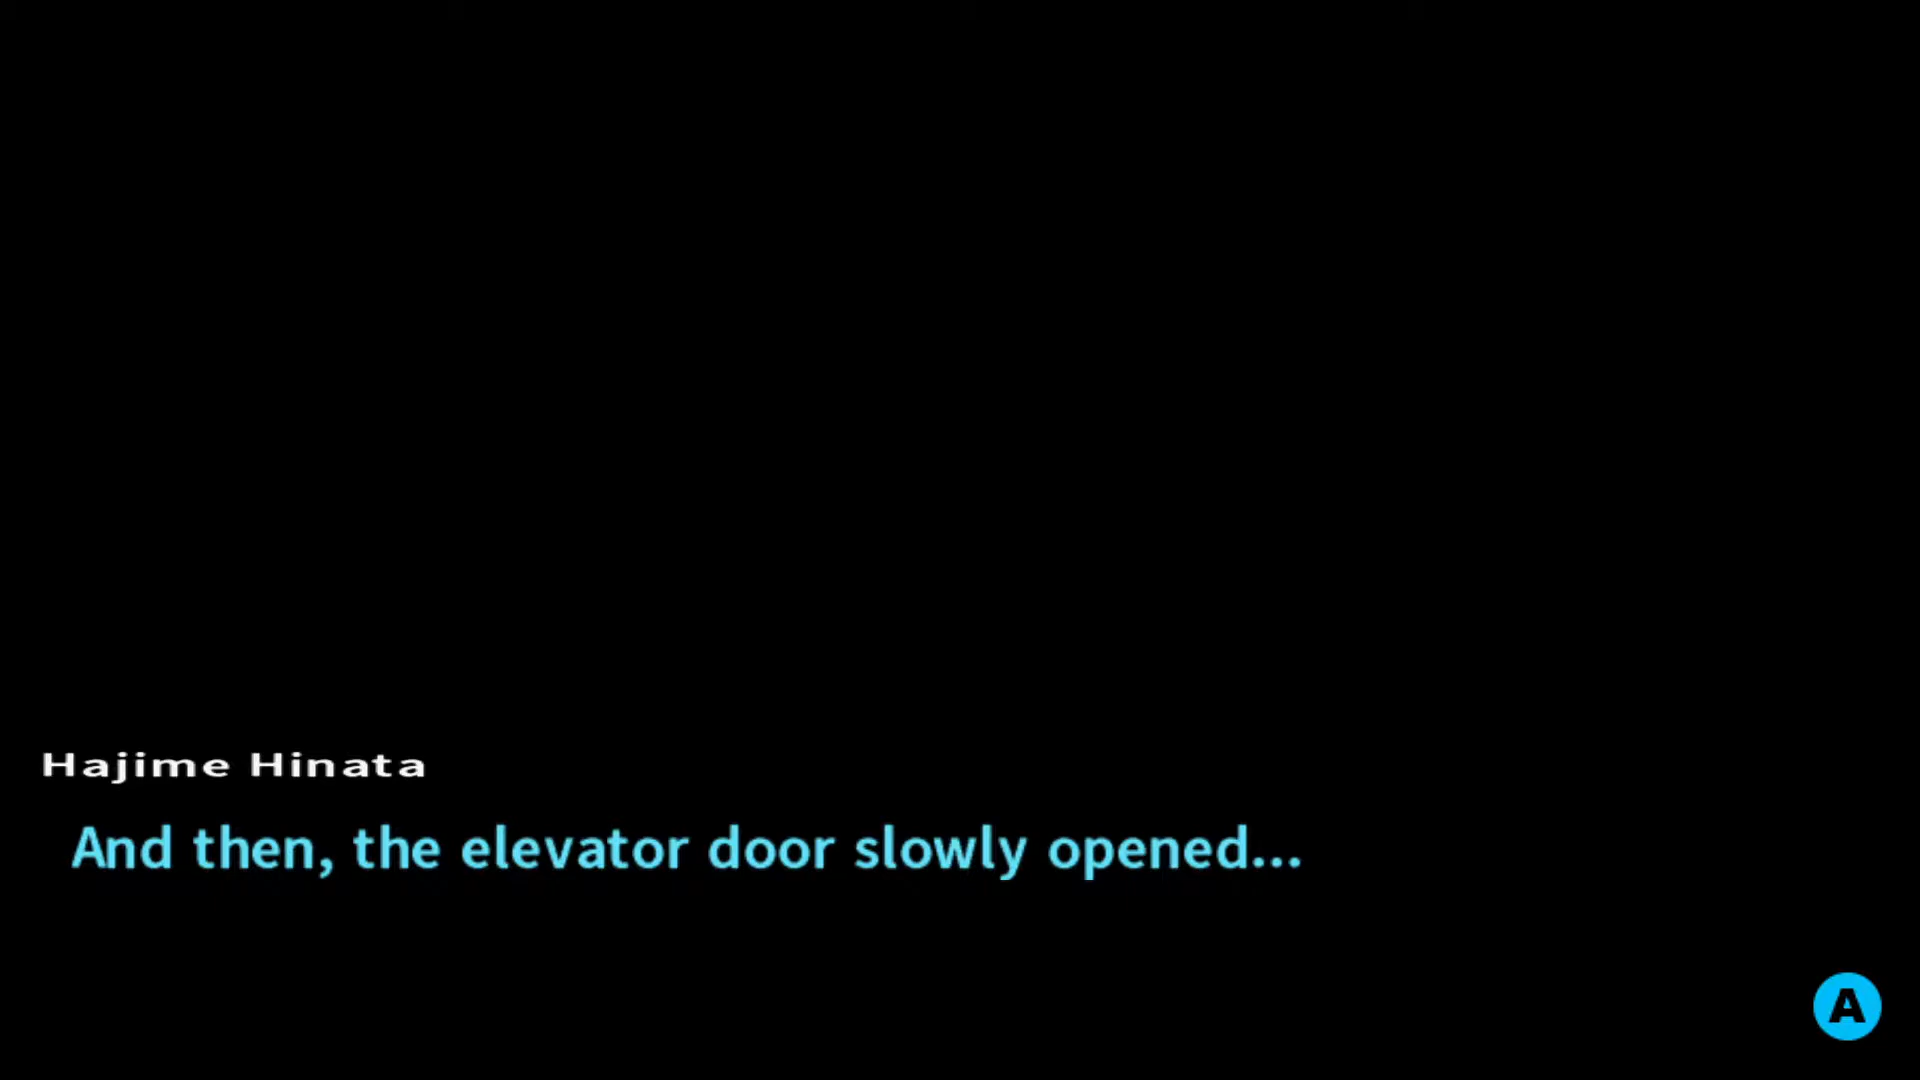 Hajime Hinata
And then, the elevator door slowly opened...
A